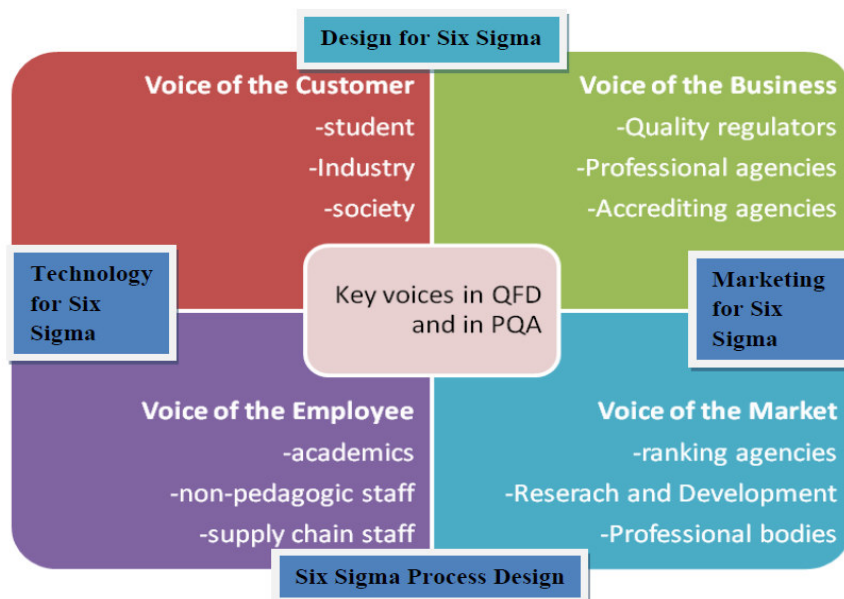 Design for Six Sigma
Voice of the Customer
-student
-Industry
-society
Voice of the Business
-Quality regulators
-Professional agencies
-Accrediting agencies
Technology
for Six
Sigma
Key voices in QFD
and in PQA
Marketing
for Six
Sigma
Voice of the Employee
-academics
-non-pedagogic staff
-supply chain staff
Voice of the Market
-ranking agencies
-Reserach and Development
-Professional bodies
Six Sigma Process Design